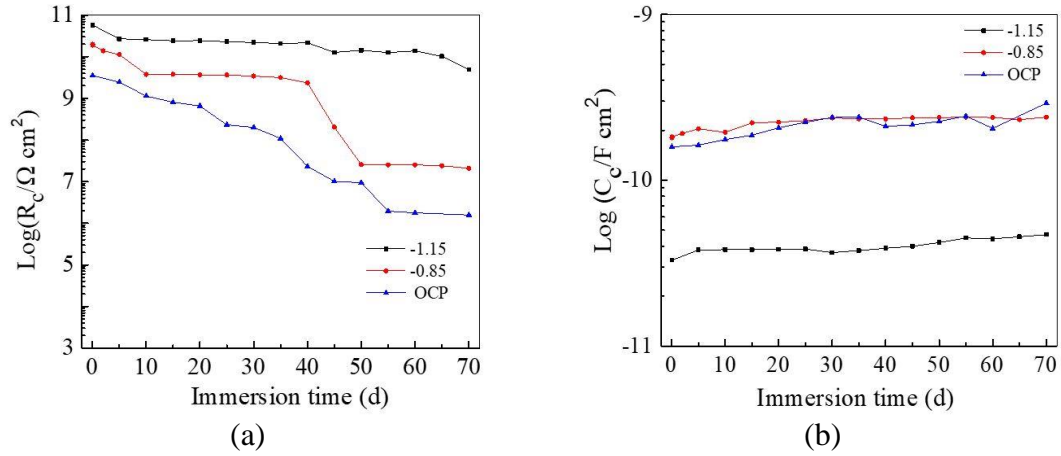 11
9
7
5
3
Log(R_c/Ω cm²)
-1.15
-0.85
OCP
0 10 20 30 40 50 60 70
Immersion time (d)
(a)
-9
-10
-11
Log (C_c/F cm²)
-1.15
-0.85
OCP
0 10 20 30 40 50 60 70
Immersion time (d)
(b)